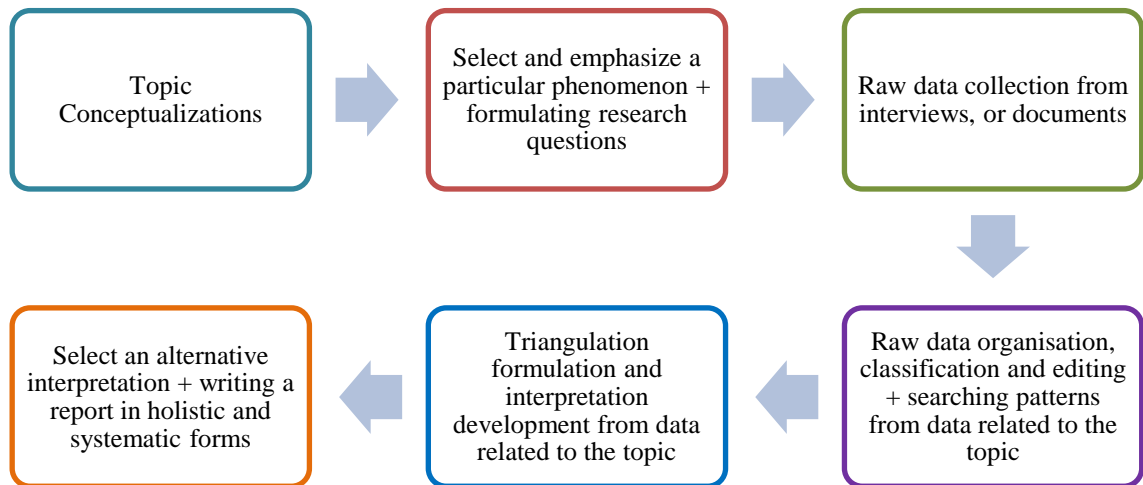 Topic
Conceptualizations
Select and emphasize a
particular phenomenon +
formulating research
questions
Raw data collection from
interviews, or documents
Raw data organisation,
classification and editing
+ searching patterns
from data related to the
topic
Triangulation
formulation and
interpretation
development from data
related to the topic
Select an alternative
interpretation + writing a
report in holistic and
systematic forms